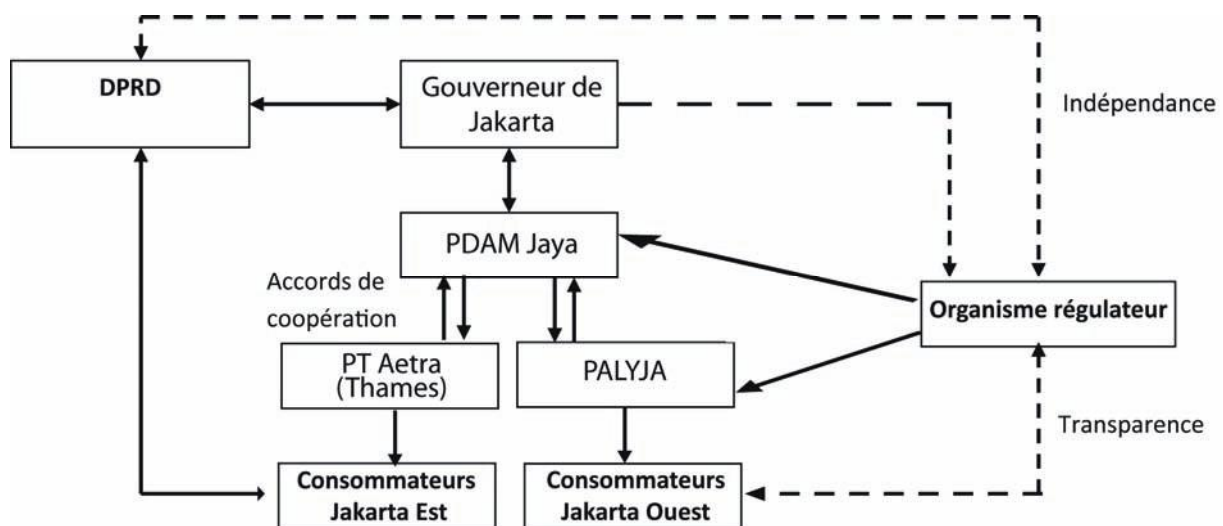 DPRD
Gouverneur de
Jakarta
Indépendance
PDAM Jaya
Accords de
coopération
Organisme régulateur
PT Aetra
(Thames)
PALYJA
Transparence
Consommateurs
Jakarta Est
Consommateurs
Jakarta Ouest